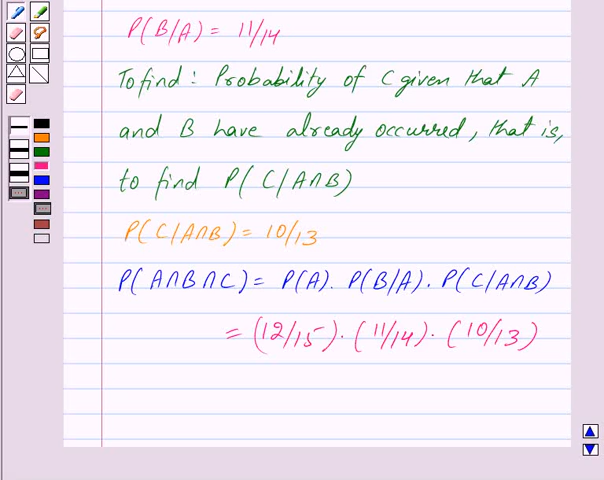 P(B/A) = 11/14
To find : Probability of C given that A
and B have already occurred, that is,
to find P(C/A∩B)
P(C/A∩B) = 10/13
P(A∩B∩C) = P(A). P(B/A). P(C/A∩B)
= (12/15). (11/14). (10/13)